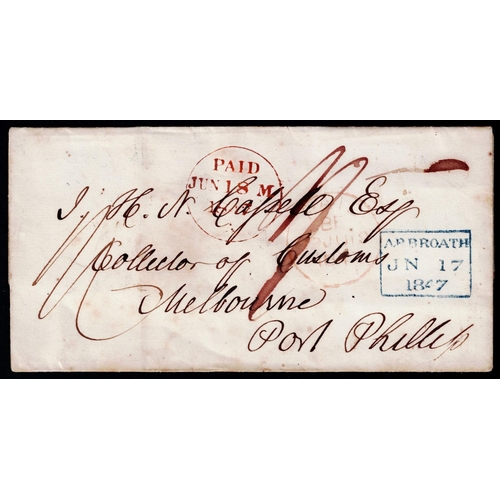 PAID
JUN 18 M
J. H. N. Cassell Esq
Collector of Customs
Melbourne
Port Phillip
ARBROATH
JN 17
1847